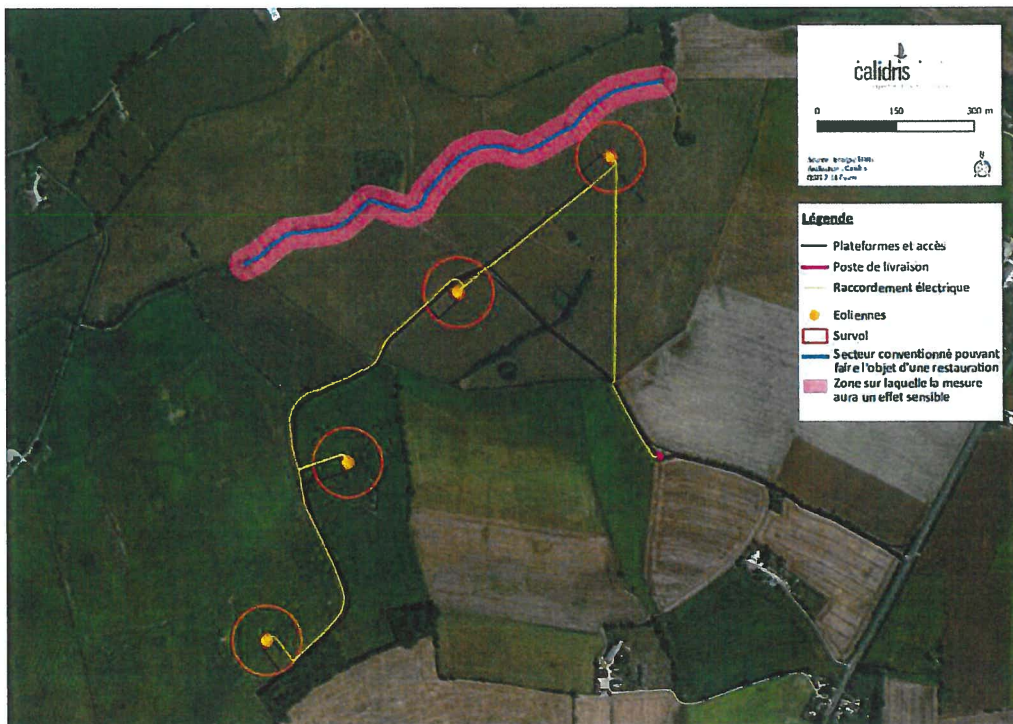 calidris
0 150 300 m
N
Légende
Plateformes et accès
Poste de livraison
Raccordement électrique
Eoliennes
Survol
Secteur conventionné pouvant
faire l'objet d'une restauration
Zone sur laquelle la mesure
aura un effet sensible